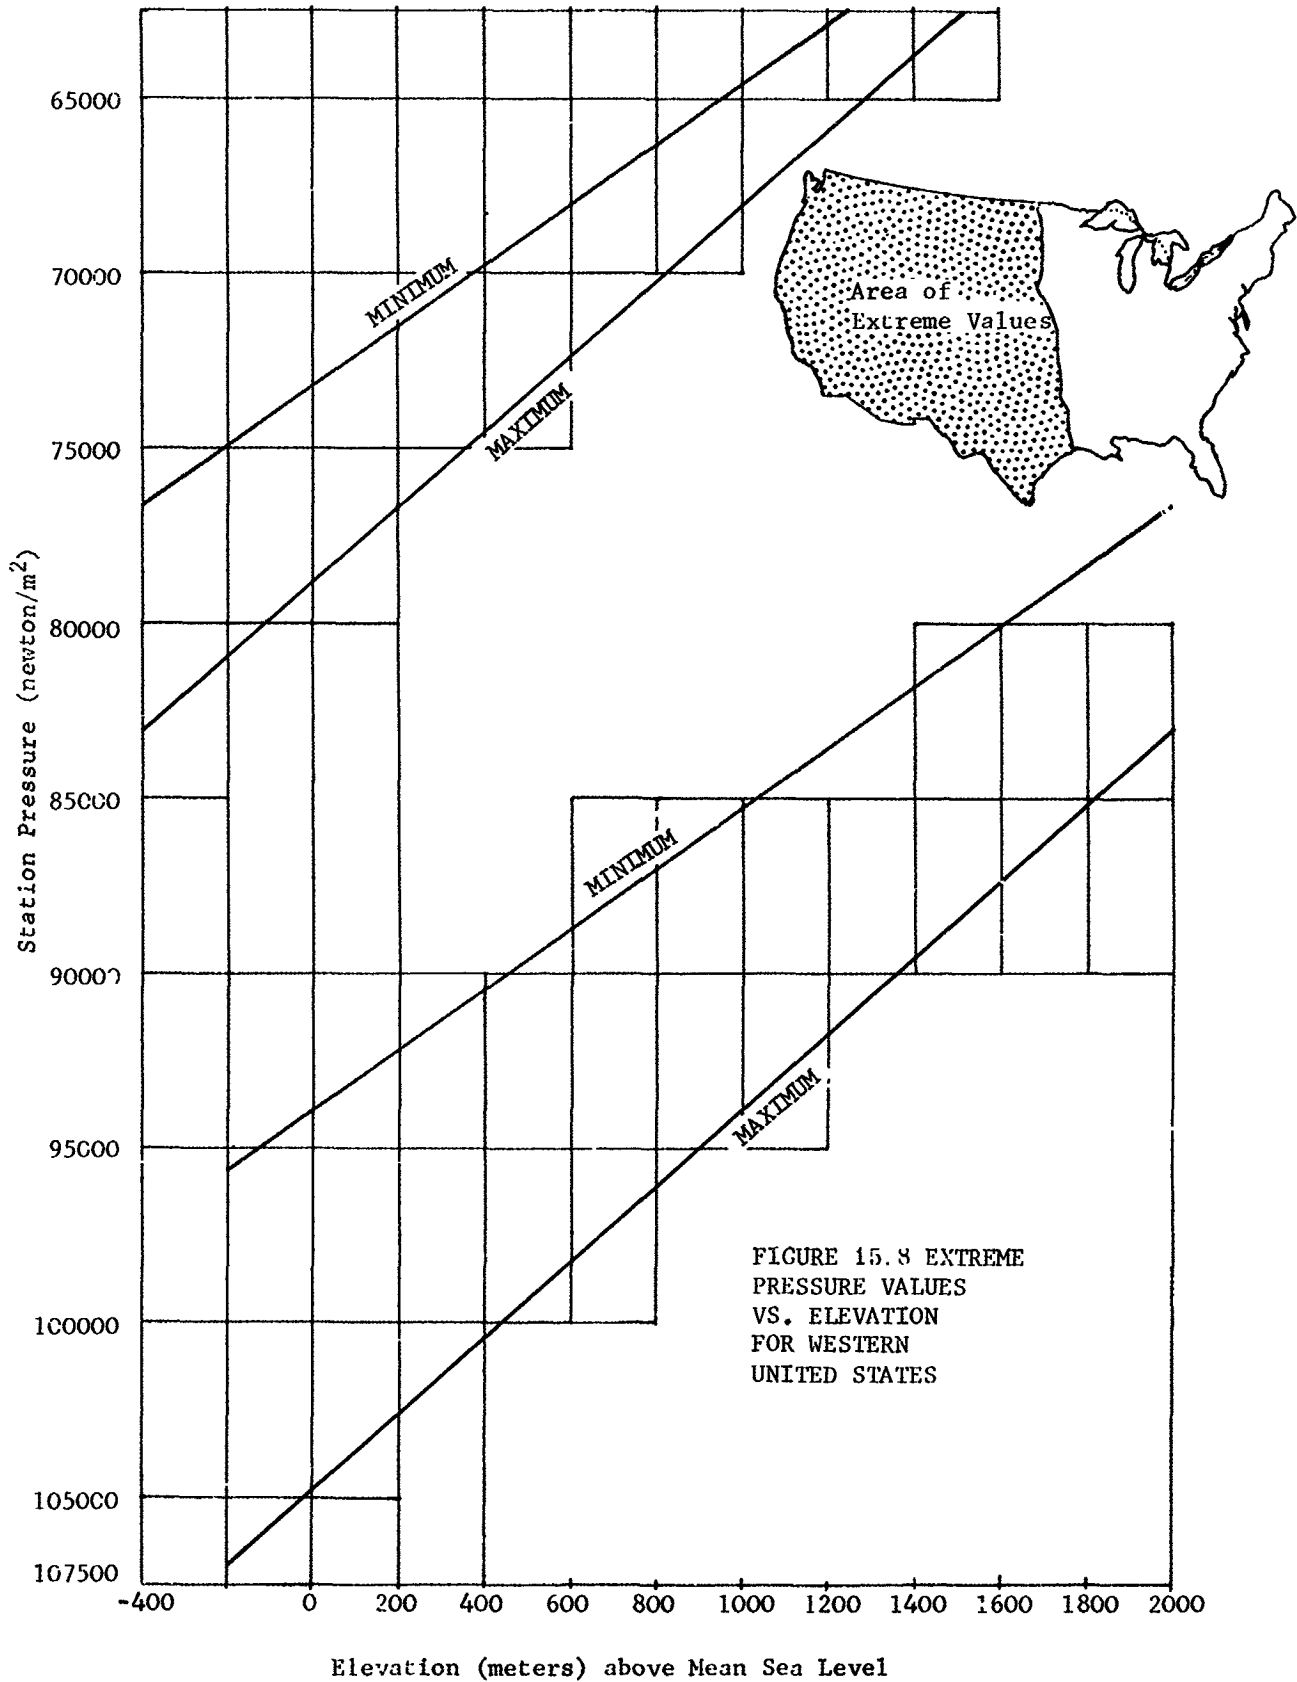 65000
70000
75000
80000
85000
90000
95000
100000
105000
107500
Station Pressure (newton/m²)
MINIMUM
MAXIMUM
Area of
Extreme Values
MINIMUM
MAXIMUM
FIGURE 15.8 EXTREME
PRESSURE VALUES
VS. ELEVATION
FOR WESTERN
UNITED STATES
-400 0 200 400 600 800 1000 1200 1400 1600 1800 2000
Elevation (meters) above Mean Sea Level